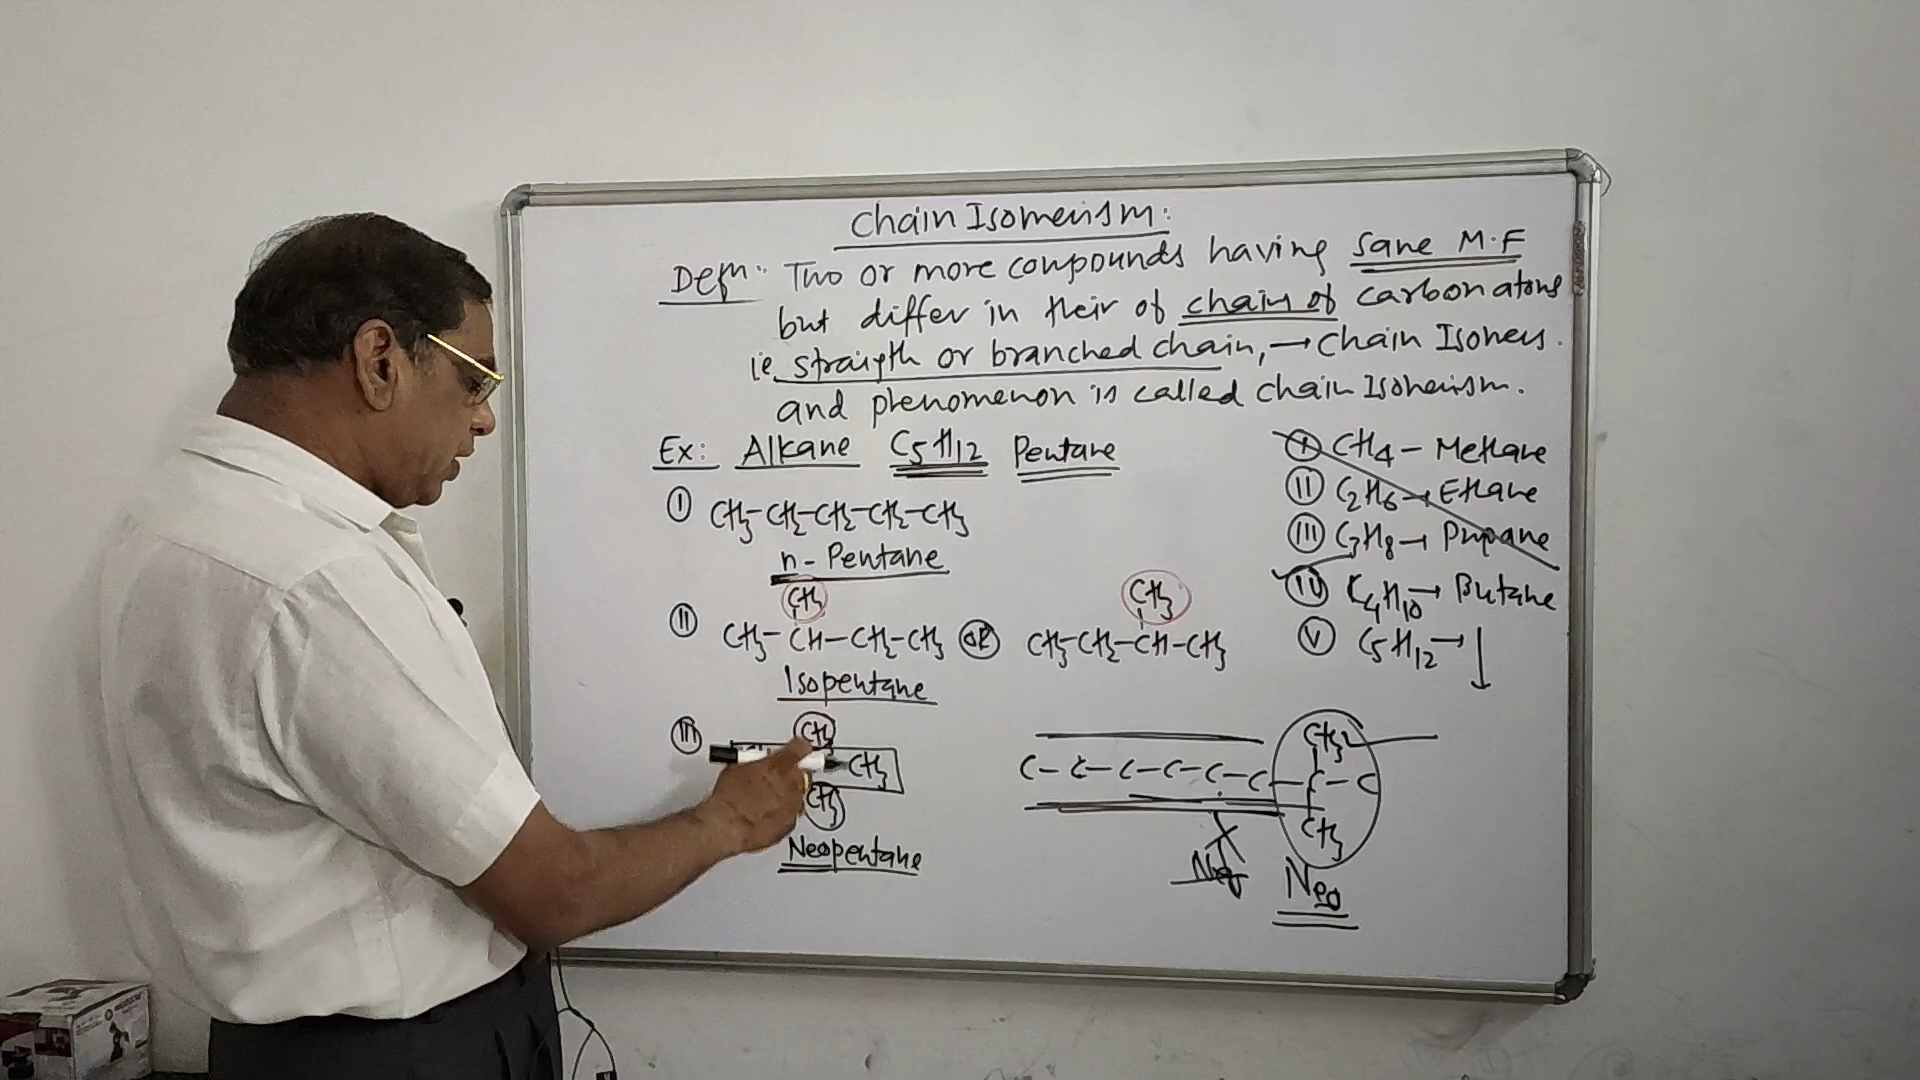 Chain Isomerism:
Defn: Two or more compounds having same M.F
but differ in their of chain of carbon atoms
i.e. straigth or branched chain, → Chain Isomers.
and phenomenon is called chain Isomerism.
Ex: Alkane C5H12 Pentane
I CH3-CH2-CH2-CH2-CH3
n-Pentane
CH3
II CH3-CH-CH2-CH3 OR CH3-CH2-CH-CH3
CH3
Isopentane
III CH3
CH3
CH3
Neopentane
I CH4 - Methane
II C2H6 → Ethane
III C3H8 → Propane
IV C4H10 → Butane
V C5H12 →
CH3
C-C-C-C-C-C-C-C
CH3
Neo
Neo